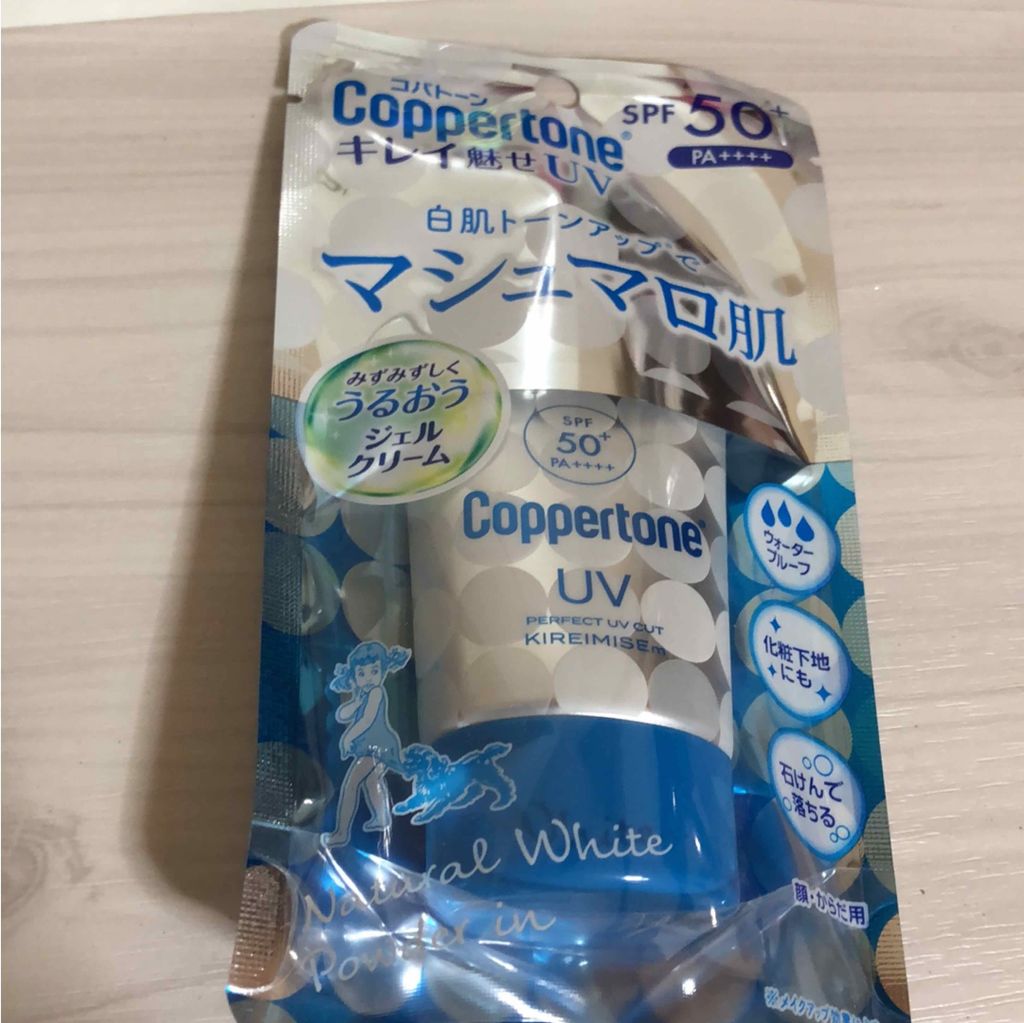 コパトーン
Coppertone®
キレイ魅せUV
SPF 50+
PA++++
白肌トーンアップ*で
マシュマロ肌
みずみずしく
うるおう
ジェル
クリーム
SPF
50+
PA++++
Coppertone®
UV
PERFECT UV CUT
KIREIMISEm
ウォーター
プルーフ
化粧下地
にも
石けんで
落ちる
Natural White
Powder in
顔・からだ用